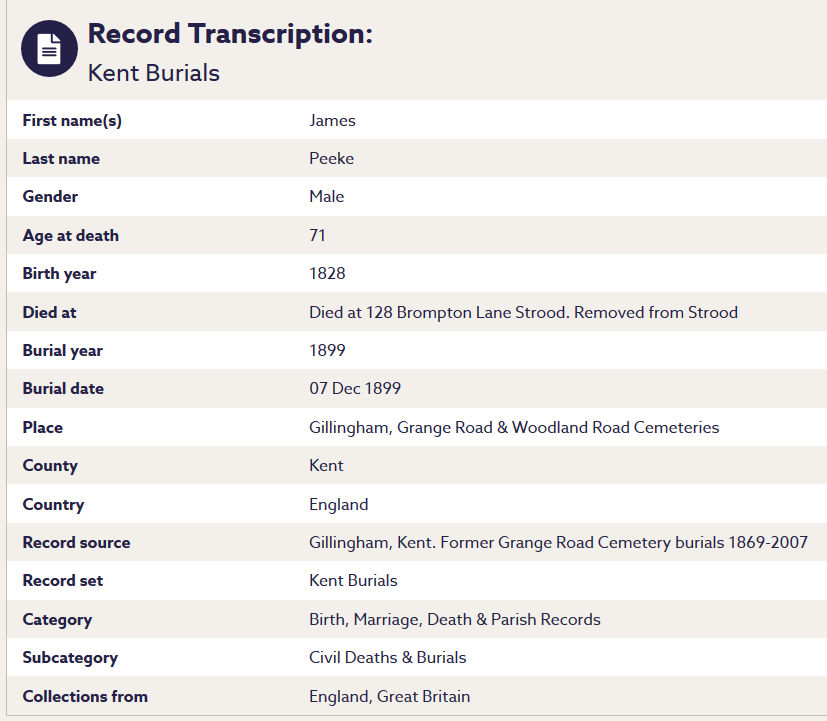 Record Transcription:
Kent Burials
First name(s) James
Last name Peeke
Gender Male
Age at death 71
Birth year 1828
Died at Died at 128 Brompton Lane Strood. Removed from Strood
Burial year 1899
Burial date 07 Dec 1899
Place Gillingham, Grange Road & Woodland Road Cemeteries
County Kent
Country England
Record source Gillingham, Kent. Former Grange Road Cemetery burials 1869-2007
Record set Kent Burials
Category Birth, Marriage, Death & Parish Records
Subcategory Civil Deaths & Burials
Collections from England, Great Britain